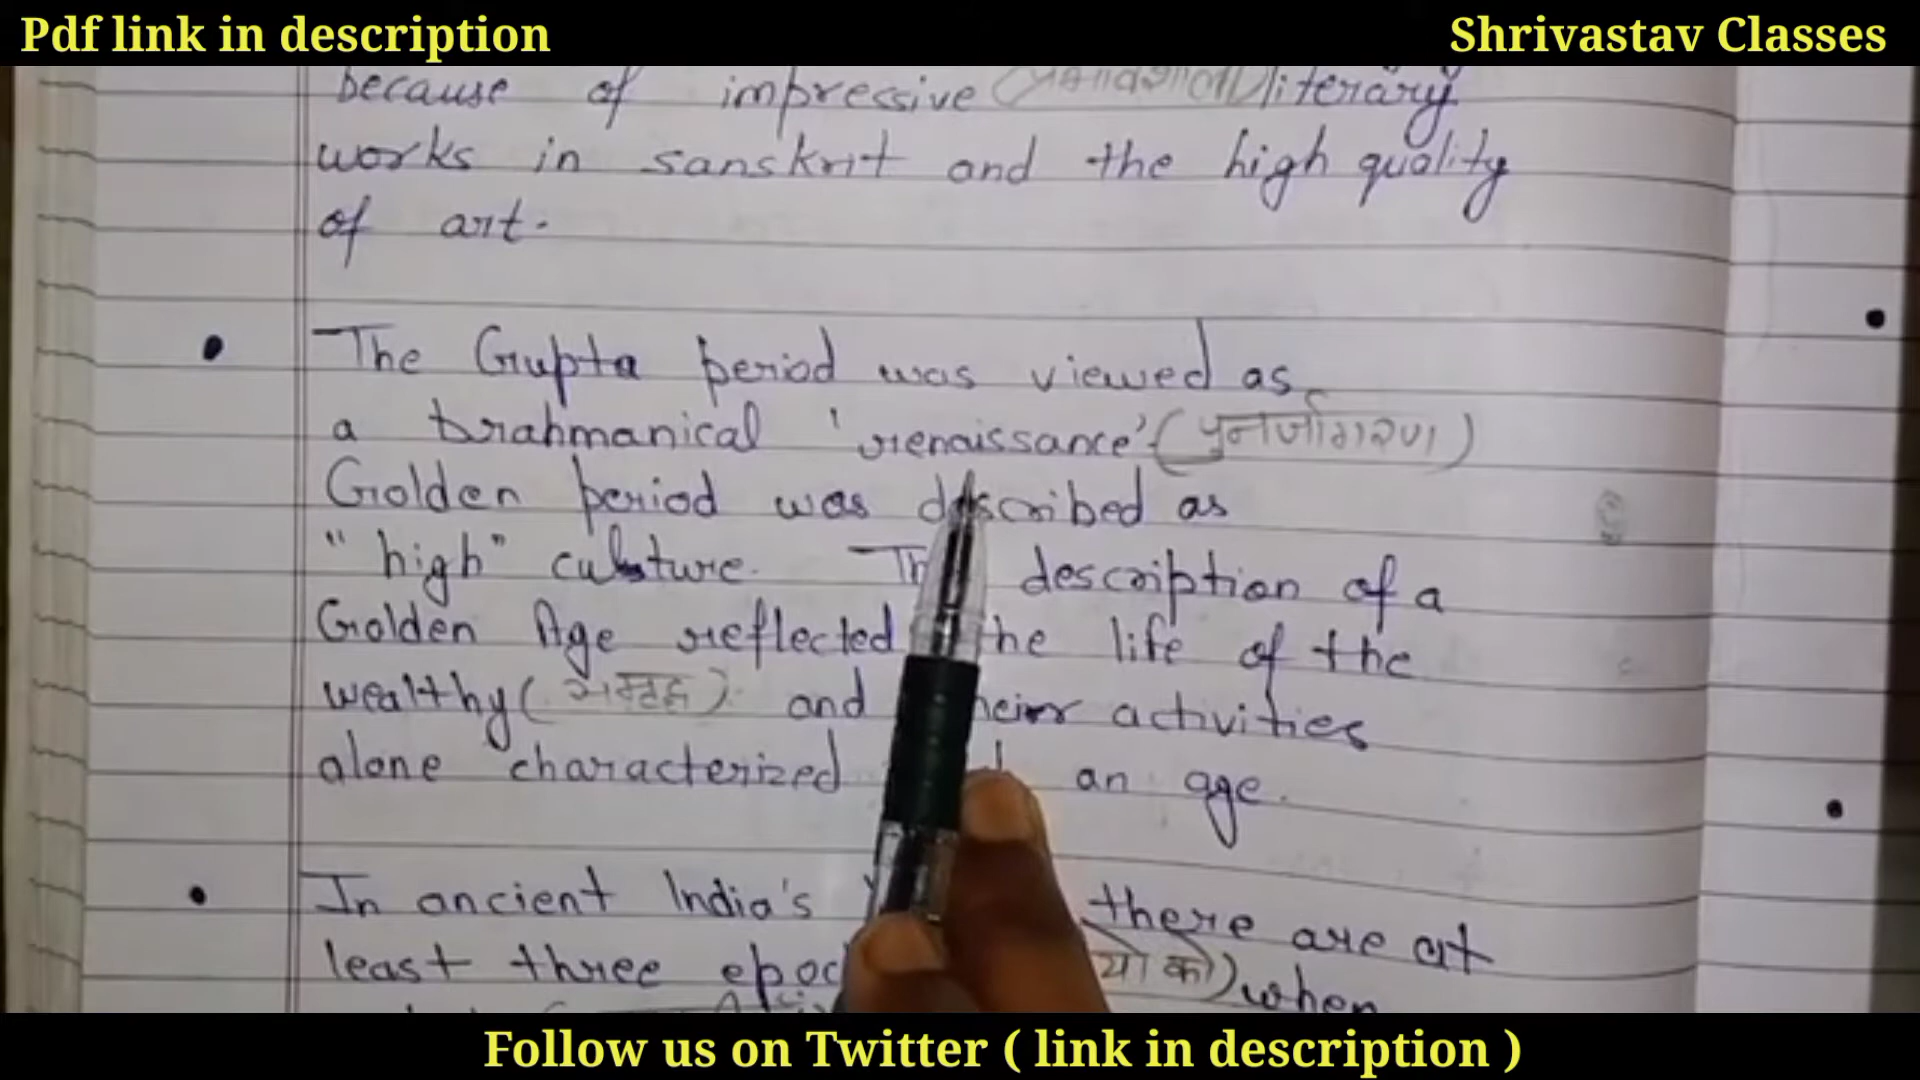 Pdf link in description
Shrivastav Classes
because of impressive (प्रभावशाली) literary
works in sanskrit and the high quality
of art.
• The Gupta period was viewed as
a brahmanical 'renaissance' (पुनर्जागरण)
Golden period was described as
"high" culture. description of a
Golden Age reflected the life of the
wealthy (समृद्ध) and their activities
alone characterized an age.
• In ancient India's there are at
least three when
Follow us on Twitter ( link in description )